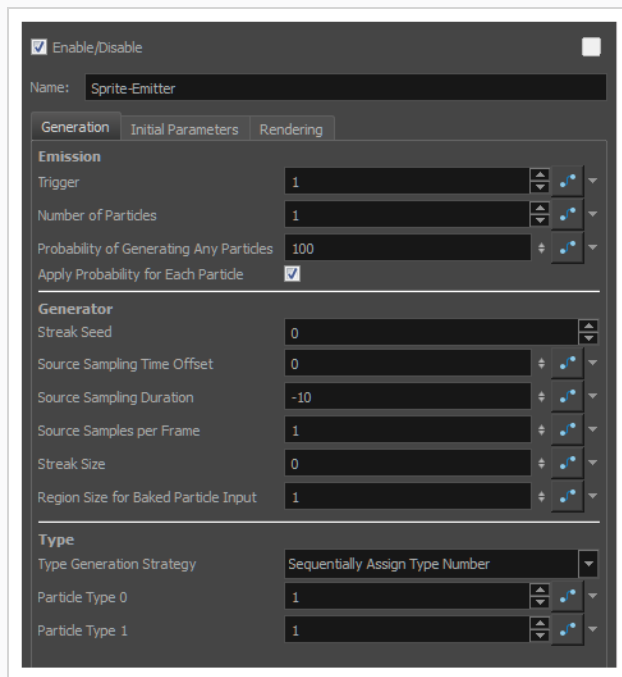 Enable/Disable
Name: Sprite-Emitter
Generation Initial Parameters Rendering
Emission
Trigger 1
Number of Particles 1
Probability of Generating Any Particles 100
Apply Probability for Each Particle
Generator
Streak Seed 0
Source Sampling Time Offset 0
Source Sampling Duration -10
Source Samples per Frame 1
Streak Size 0
Region Size for Baked Particle Input 1
Type
Type Generation Strategy Sequentially Assign Type Number
Particle Type 0 1
Particle Type 1 1